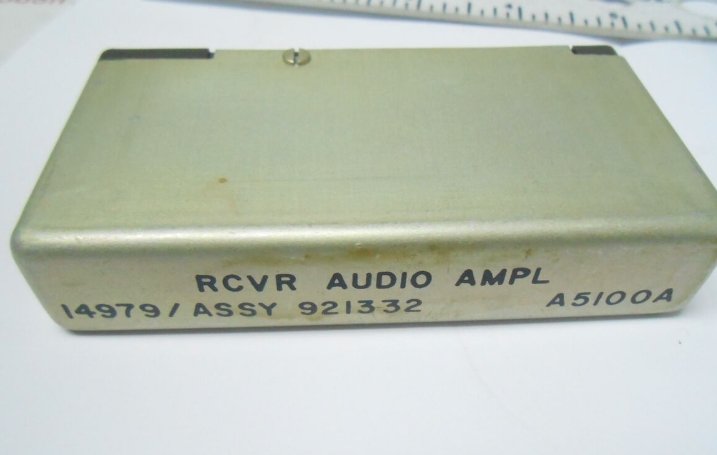 RCVR AUDIO AMPL
14979/ASSY 921332 A5100A